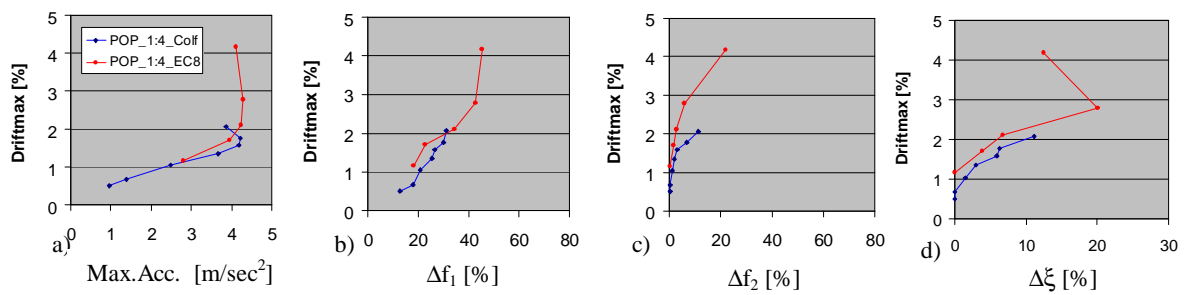 Driftmax [%]
5
4
3
2
1
0
POP_1:4_Colf
POP_1:4_EC8
0 1 2 3 4 5
a)
Max.Acc. [m/sec²]
Driftmax [%]
5
4
3
2
1
0
0 20 40 60 80
b)
Δf₁ [%]
Driftmax [%]
5
4
3
2
1
0
0 20 40 60 80
c)
Δf₂ [%]
Driftmax [%]
5
4
3
2
1
0
0 10 20 30
d)
Δξ [%]